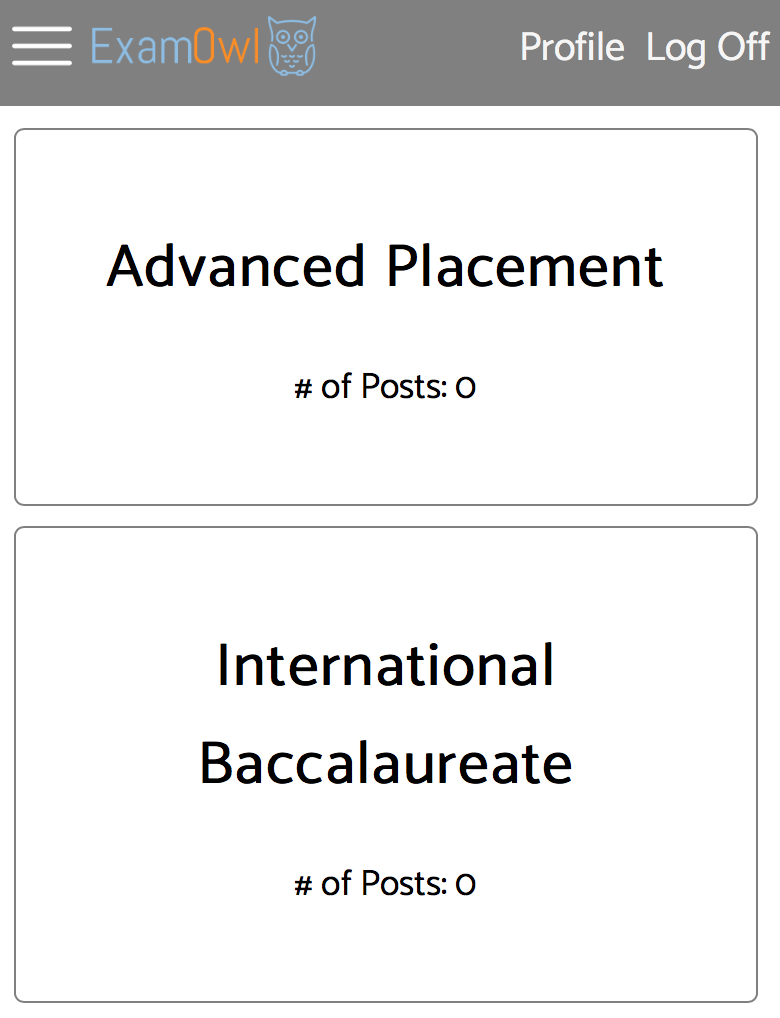 ExamOwl Profile Log Off
Advanced Placement
# of Posts: 0
International
Baccalaureate
# of Posts: 0